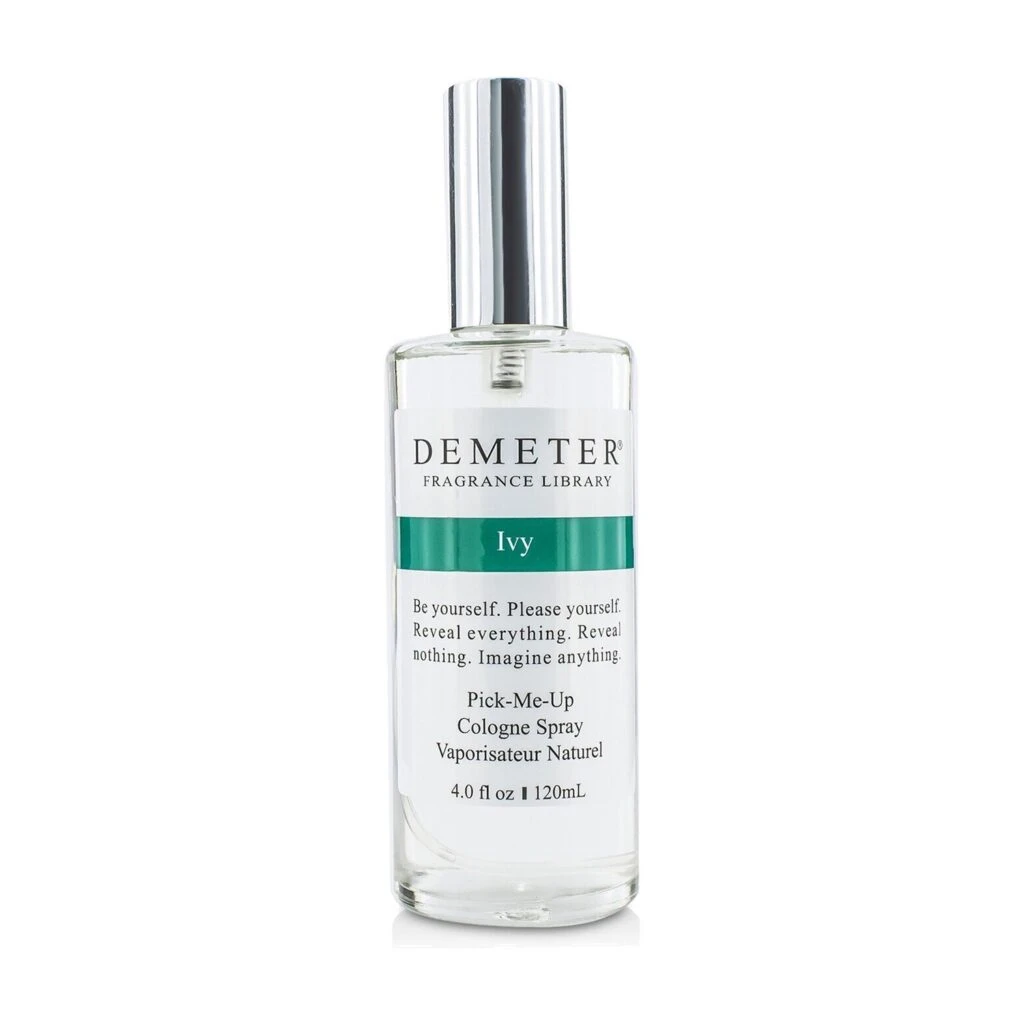 DEMETER®
FRAGRANCE LIBRARY
Ivy
Be yourself. Please yourself.
Reveal everything. Reveal
nothing. Imagine anything.
Pick-Me-Up
Cologne Spray
Vaporisateur Naturel
4.0 fl oz ❚ 120mL